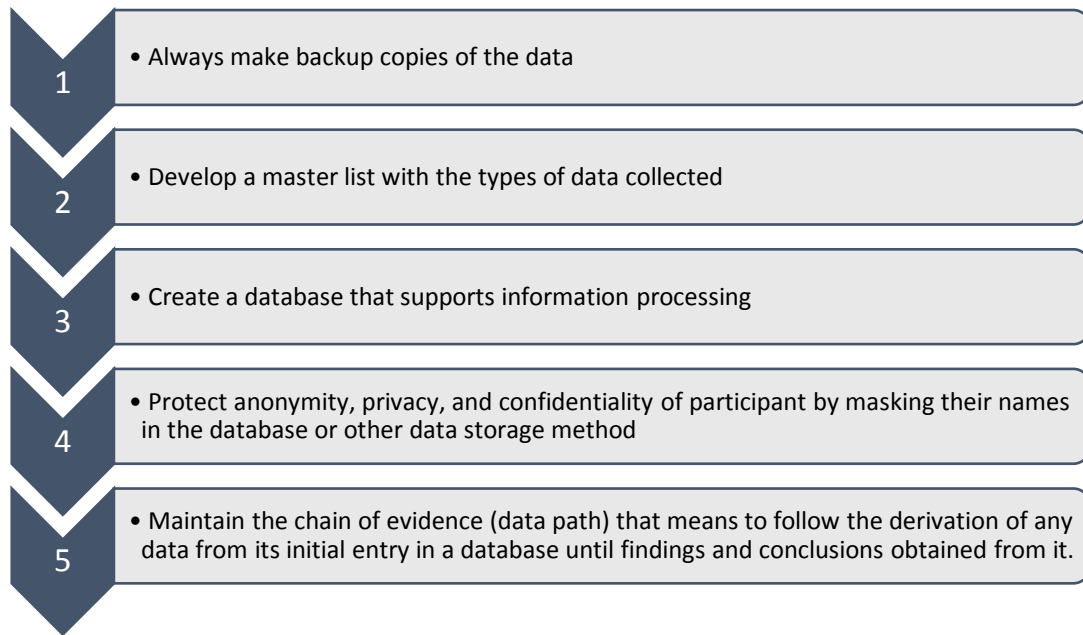 1
• Always make backup copies of the data
2
• Develop a master list with the types of data collected
3
• Create a database that supports information processing
4
• Protect anonymity, privacy, and confidentiality of participant by masking their names
in the database or other data storage method
5
• Maintain the chain of evidence (data path) that means to follow the derivation of any
data from its initial entry in a database until findings and conclusions obtained from it.